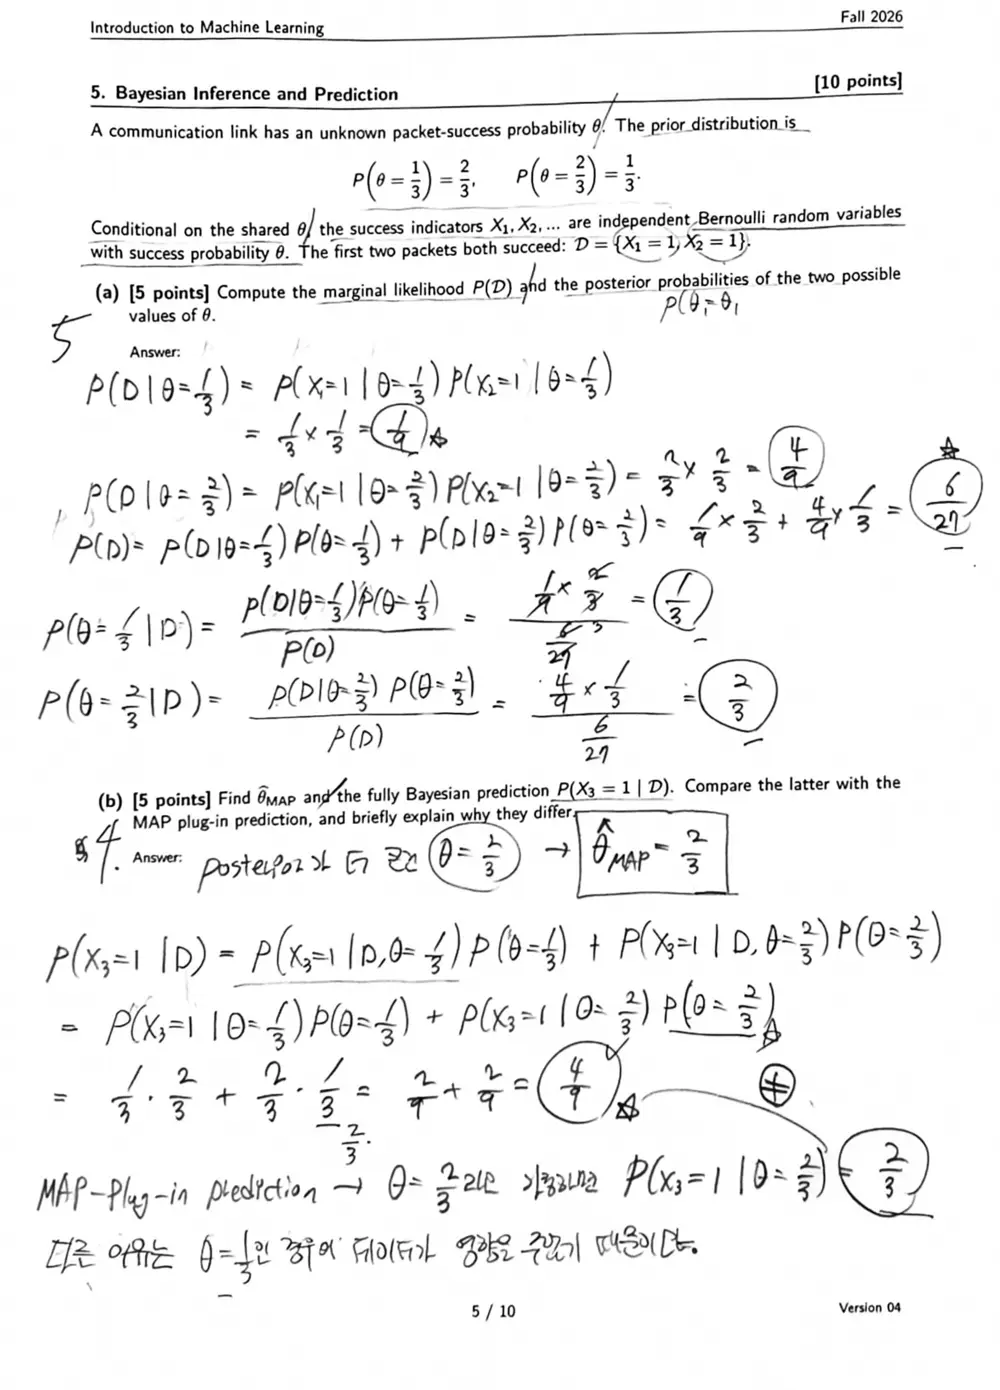 Introduction to Machine Learning
Fall 2026
5. Bayesian Inference and Prediction
[10 points]
A communication link has an unknown packet-success probability θ. The prior distribution is
P(θ = 1/3) = 2/3, P(θ = 2/3) = 1/3.
Conditional on the shared θ, the success indicators X₁, X₂, ... are independent Bernoulli random variables
with success probability θ. The first two packets both succeed: D = {X₁ = 1, X₂ = 1}.
(a) [5 points] Compute the marginal likelihood P(D) and the posterior probabilities of the two possible
values of θ.
P(θ₁=θ₁
5
Answer:
P(D|θ=1/3) = P(X₁=1|θ=1/3) P(X₂=1|θ=1/3)
= 1/3 × 1/3 = 1/9 ☆
P(D|θ=2/3) = P(X₁=1|θ=2/3) P(X₂=1|θ=2/3) = 2/3 × 2/3 = 4/9
P(D) = P(D|θ=1/3) P(θ=1/3) + P(D|θ=2/3) P(θ=2/3) = 1/9 × 2/3 + 4/9 × 1/3 = 6/27 ☆
P(θ=1/3|D) = P(D|θ=1/3) P(θ=1/3) / P(D) = (1/9 × 2/3) / (6/27) = 1/3
P(θ=2/3|D) = P(D|θ=2/3) P(θ=2/3) / P(D) = (4/9 × 1/3) / (6/27) = 2/3
(b) [5 points] Find θ̂MAP and the fully Bayesian prediction P(X₃ = 1 | D). Compare the latter with the
MAP plug-in prediction, and briefly explain why they differ.
4.
Answer: posterior가 더 큰 θ=2/3 → θ̂MAP = 2/3
P(X₃=1|D) = P(X₃=1|D,θ=1/3) P(θ=1/3) + P(X₃=1|D,θ=2/3) P(θ=2/3)
= P(X₃=1|θ=1/3) P(θ=1/3) + P(X₃=1|θ=2/3) P(θ=2/3) ☆
= 1/3 · 2/3 + 2/3 · 1/3 = 2/9 + 2/9 = 4/9 ☆ ≠
2/3.
MAP-plug-in prediction → θ=2/3라고 가정하면 P(X₃=1|θ=2/3) = 2/3
다른 이유는 θ=1/3인 경우에 데이터가 영향을 주었기 때문이다.
5 / 10
Version 04